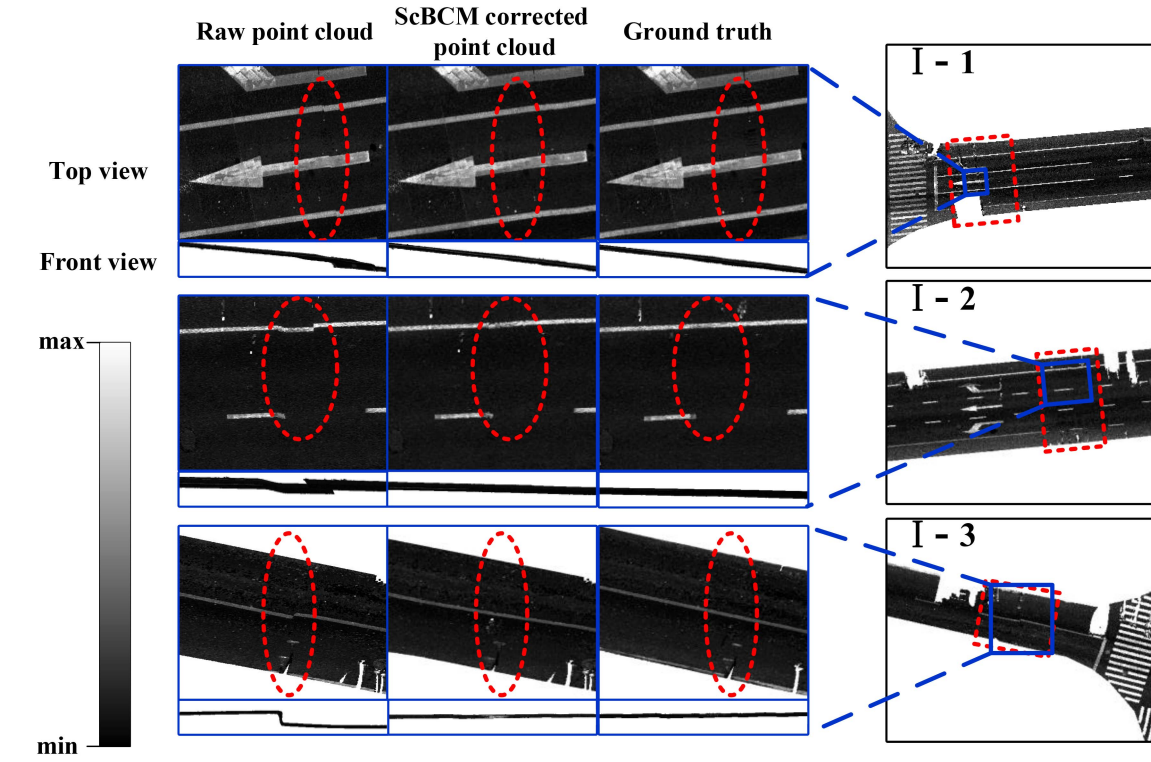 Raw point cloud
ScBCM corrected
point cloud
Ground truth
Top view
Front view
max
min
I - 1
I - 2
I - 3